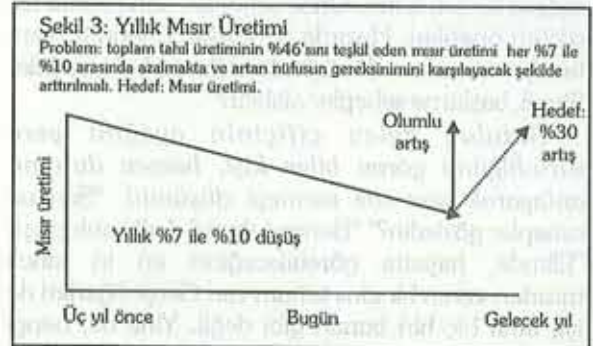 Şekil 3: Yıllık Mısır Üretimi
Problem: toplam tahıl üretiminin %46'sını teşkil eden mısır üretimi her %7 ile
%10 arasında azalmakta ve artan nüfusun gereksinimini karşılayacak şekilde
arttırılmalı. Hedef: Mısır üretimi.
Olumlu
artış
Hedef:
%30
artış
Mısır üretimi
Yıllık %7 ile %10 düşüş
Üç yıl önce
Bugün
Gelecek yıl